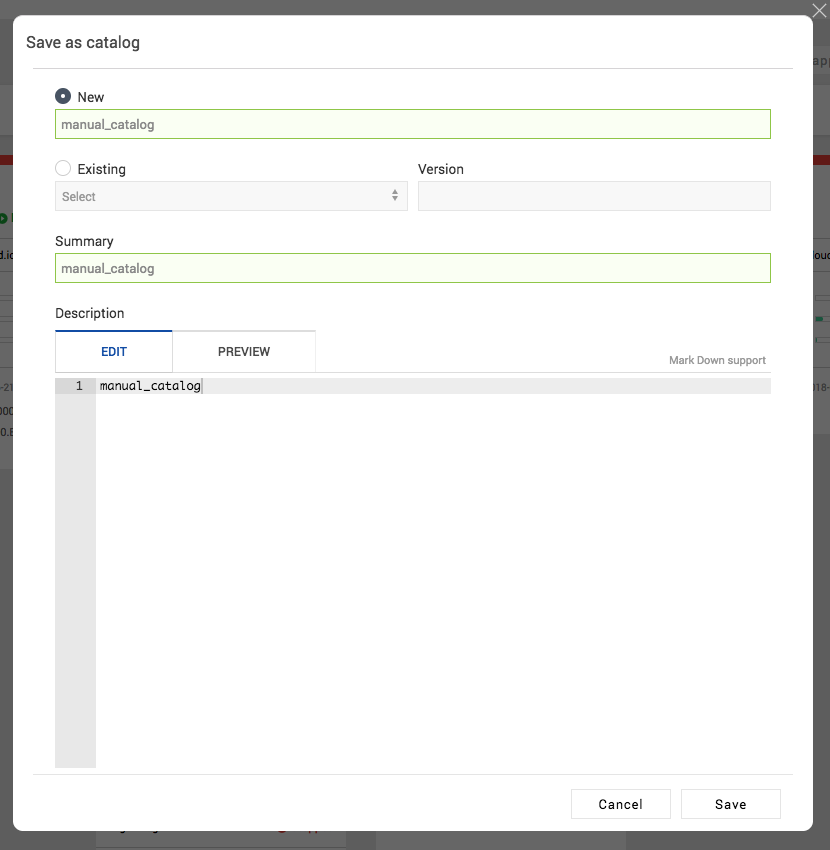 Save as catalog
New
manual_catalog
Existing
Version
Select
Summary
manual_catalog
Description
EDIT
PREVIEW
Mark Down support
1
manual_catalog
Cancel
Save